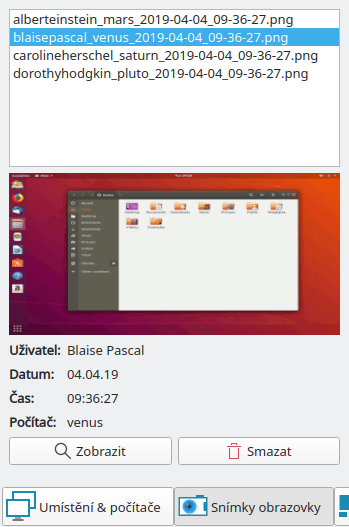 alberteinstein_mars_2019-04-04_09-36-27.png
blaisepascal_venus_2019-04-04_09-36-27.png
carolineherschel_saturn_2019-04-04_09-36-27.png
dorothyhodgkin_pluto_2019-04-04_09-36-27.png
Uživatel: Blaise Pascal
Datum: 04.04.19
Čas: 09:36:27
Počítač: venus
Zobrazit
Smazat
Umístění & počítače
Snímky obrazovky